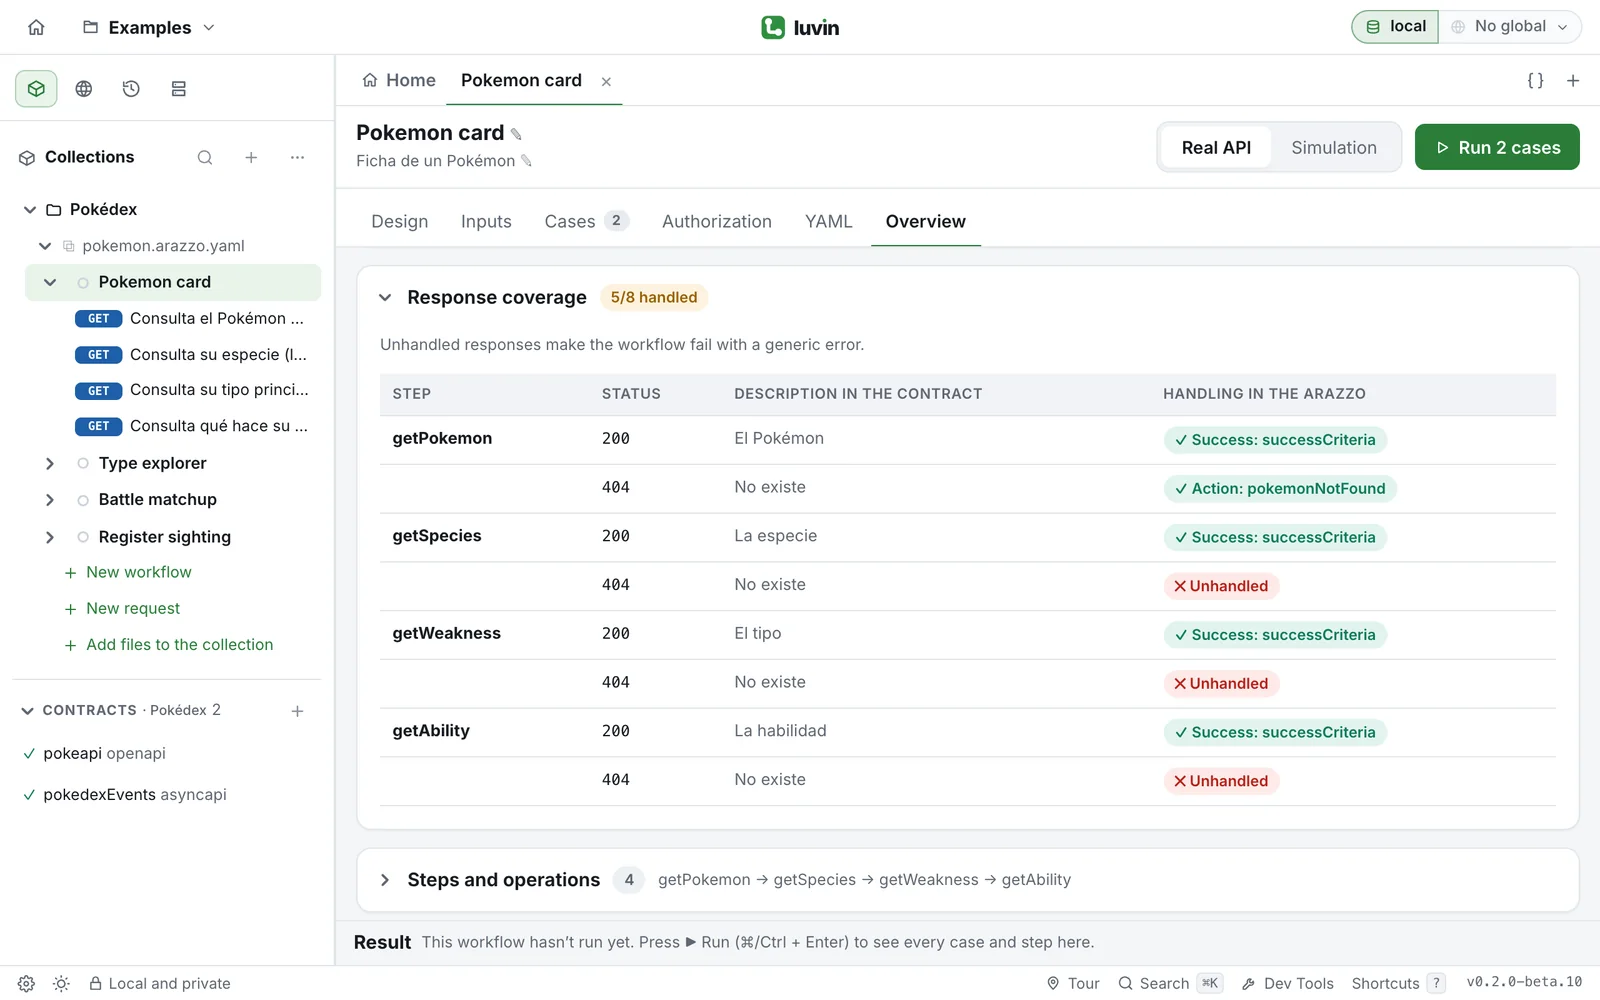 Examples
luvin
local
No global
Home
Pokemon card
{ }
Collections
Pokemon card
Ficha de un Pokémon
Real API
Simulation
Run 2 cases
Pokédex
pokemon.arazzo.yaml
Pokemon card
GET Consulta el Pokémon ...
GET Consulta su especie (l...
GET Consulta su tipo princi...
GET Consulta qué hace su ...
Type explorer
Battle matchup
Register sighting
+ New workflow
+ New request
+ Add files to the collection
CONTRACTS · Pokédex 2
pokeapi openapi
pokedexEvents asyncapi
Design Inputs Cases 2 Authorization YAML Overview
Response coverage 5/8 handled
Unhandled responses make the workflow fail with a generic error.
STEP STATUS DESCRIPTION IN THE CONTRACT HANDLING IN THE ARAZZO
getPokemon 200 El Pokémon ✓ Success: successCriteria
404 No existe ✓ Action: pokemonNotFound
getSpecies 200 La especie ✓ Success: successCriteria
404 No existe ✕ Unhandled
getWeakness 200 El tipo ✓ Success: successCriteria
404 No existe ✕ Unhandled
getAbility 200 La habilidad ✓ Success: successCriteria
404 No existe ✕ Unhandled
Steps and operations 4 getPokemon → getSpecies → getWeakness → getAbility
Result This workflow hasn't run yet. Press ▶ Run (⌘/Ctrl + Enter) to see every case and step here.
Local and private
Tour
Search ⌘K
Dev Tools
Shortcuts ?
v0.2.0-beta.10